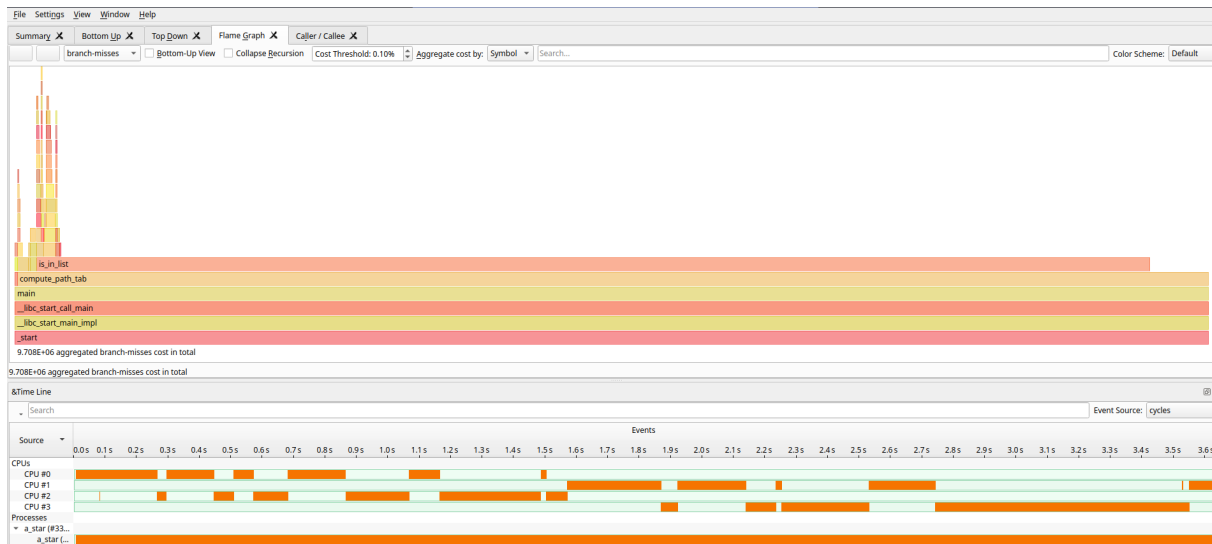 File Settings View Window Help
Summary Bottom Up Top Down Flame Graph Caller / Callee
branch-misses Bottom-Up View Collapse Recursion Cost Threshold: 0.10% Aggregate cost by: Symbol Search... Color Scheme: Default
is_in_list
compute_path_tab
main
__libc_start_call_main
__libc_start_main_impl
_start
9.708E+06 aggregated branch-misses cost in total
9.708E+06 aggregated branch-misses cost in total
&Time Line
Search Event Source: cycles
Source Events
0.0 s 0.1 s 0.2 s 0.3 s 0.4 s 0.5 s 0.6 s 0.7 s 0.8 s 0.9 s 1.0 s 1.1 s 1.2 s 1.3 s 1.4 s 1.5 s 1.6 s 1.7 s 1.8 s 1.9 s 2.0 s 2.1 s 2.2 s 2.3 s 2.4 s 2.5 s 2.6 s 2.7 s 2.8 s 2.9 s 3.0 s 3.1 s 3.2 s 3.3 s 3.4 s 3.5 s 3.6 s
CPUs
CPU #0
CPU #1
CPU #2
CPU #3
Processes
a_star (#33...
a_star (...